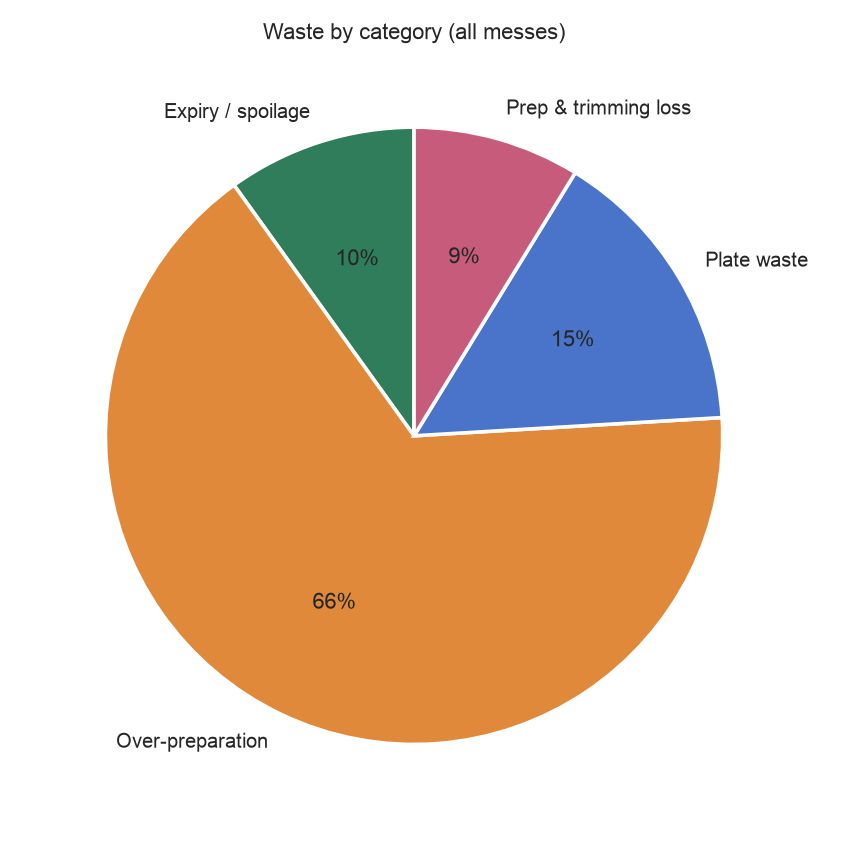 Waste by category (all messes)
Expiry / spoilage
Prep & trimming loss
Plate waste
10%
9%
15%
66%
Over-preparation